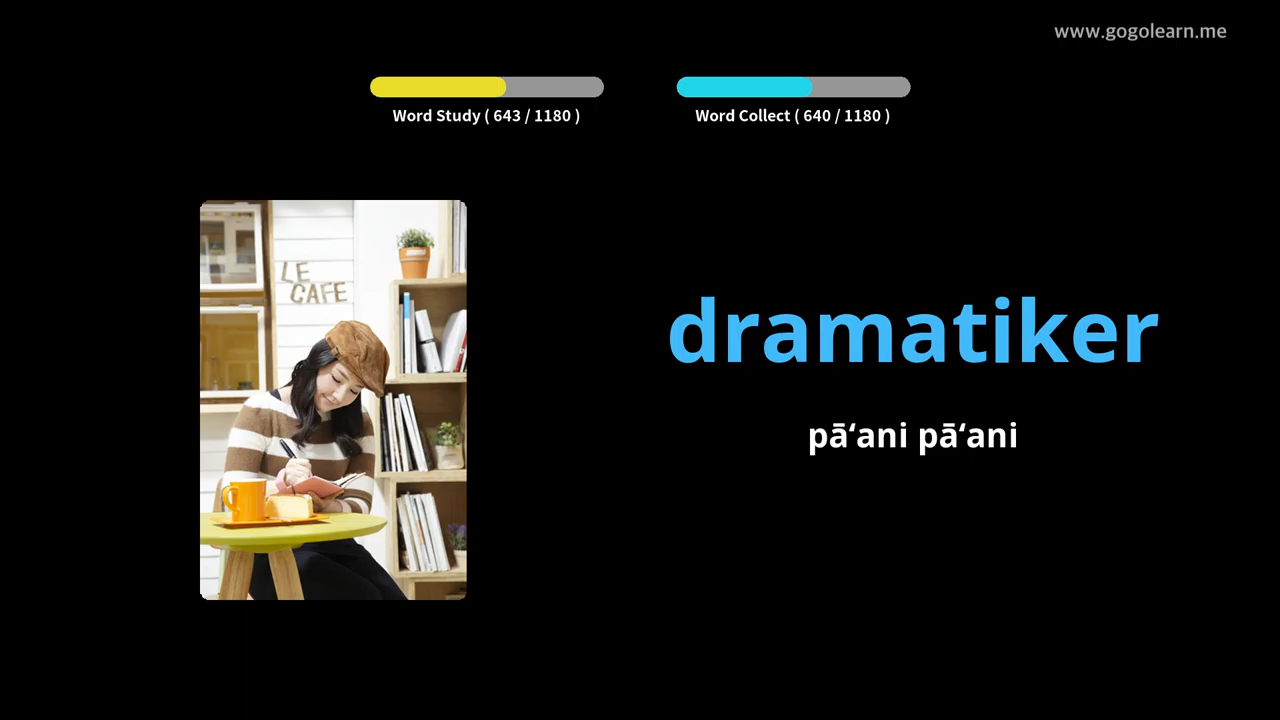 www.gogolearn.me
Word Study ( 643 / 1180 )
Word Collect ( 640 / 1180 )
LE
CAFE
dramatiker
pāʻani pāʻani